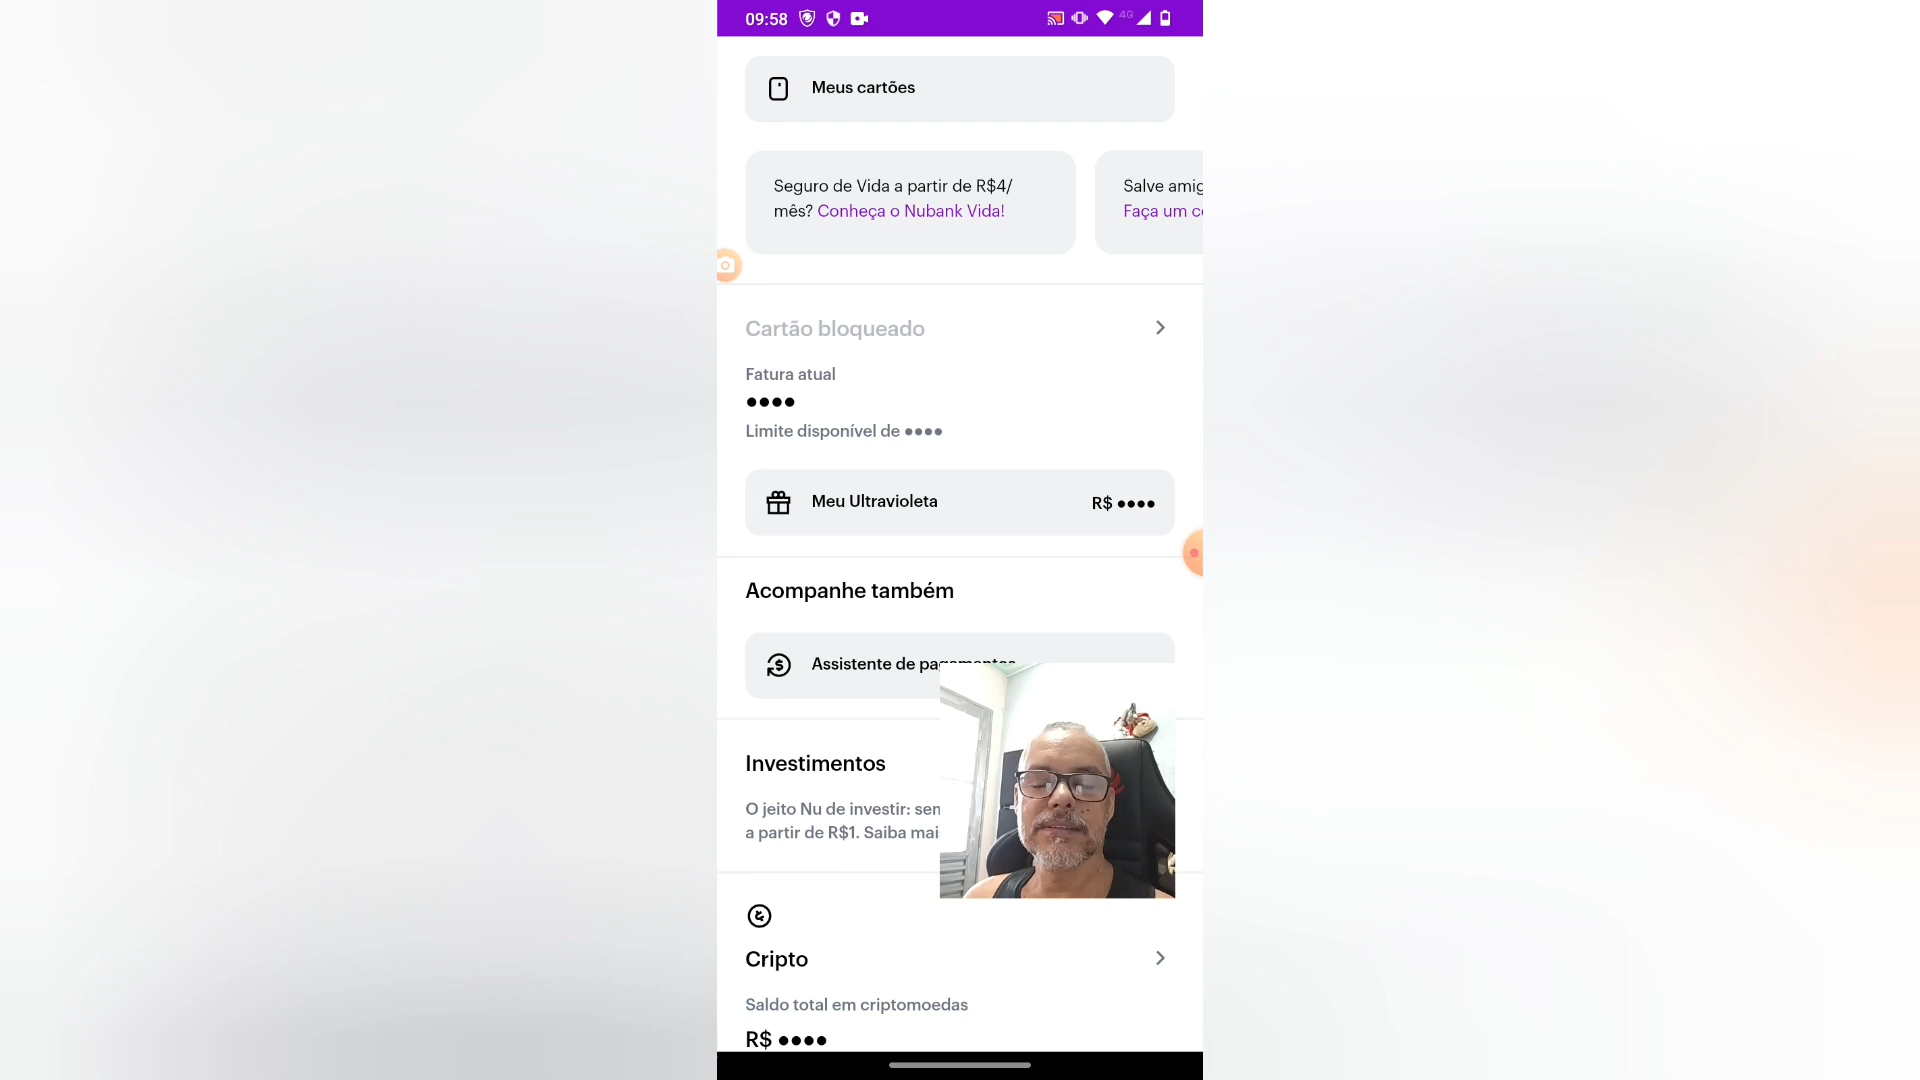 09:58
4G
Meus cartões
Seguro de Vida a partir de R$4/
mês? Conheça o Nubank Vida!
Salve amig
Faça um c
Cartão bloqueado
Fatura atual
••••
Limite disponível de ••••
Meu Ultravioleta
R$ ••••
Acompanhe também
Assistente de pagamentos
Investimentos
O jeito Nu de investir: sem
a partir de R$1. Saiba mai
Cripto
Saldo total em criptomoedas
R$ ••••